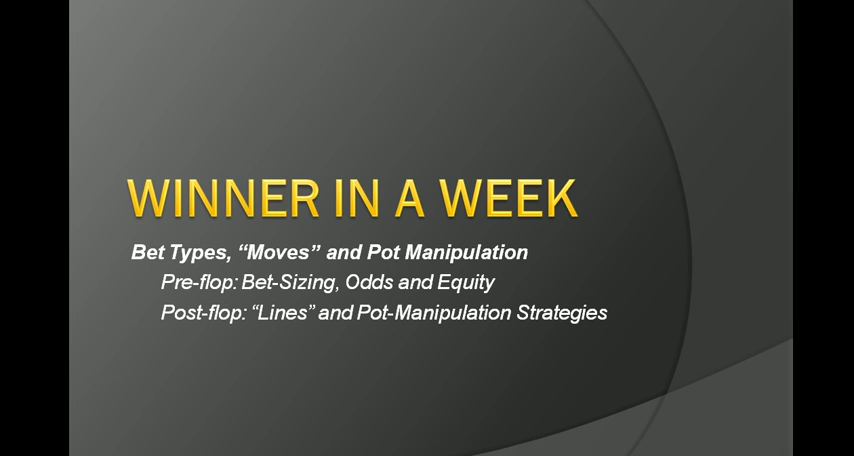 WINNER IN A WEEK
Bet Types, “Moves” and Pot Manipulation
Pre-flop: Bet-Sizing, Odds and Equity
Post-flop: “Lines” and Pot-Manipulation Strategies